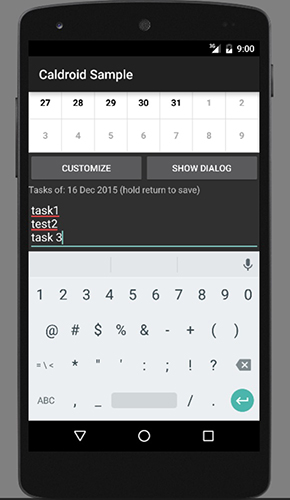 3G 9:00
Caldroid Sample
27 28 29 30 31 1 2
3 4 5 6 7 8 9
CUSTOMIZE SHOW DIALOG
Tasks of: 16 Dec 2015 (hold return to save)
task1
test2
task 3
1 2 3 4 5 6 7 8 9 0
@ # $ % & - + ( )
= \ < * " ' : ; ! ?
ABC , _ / .